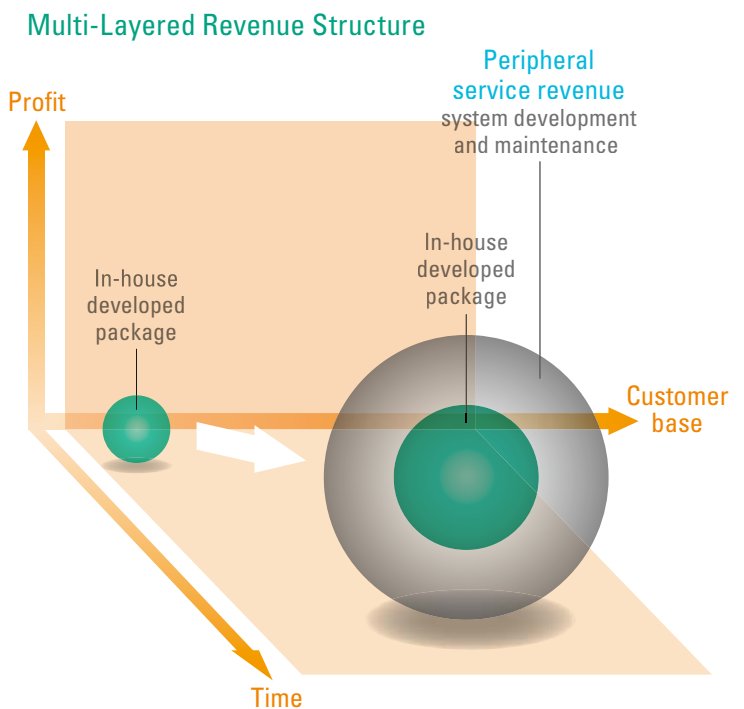 Multi-Layered Revenue Structure
Peripheral
service revenue
system development
and maintenance
Profit
In-house
developed
package
In-house
developed
package
Customer
base
Time